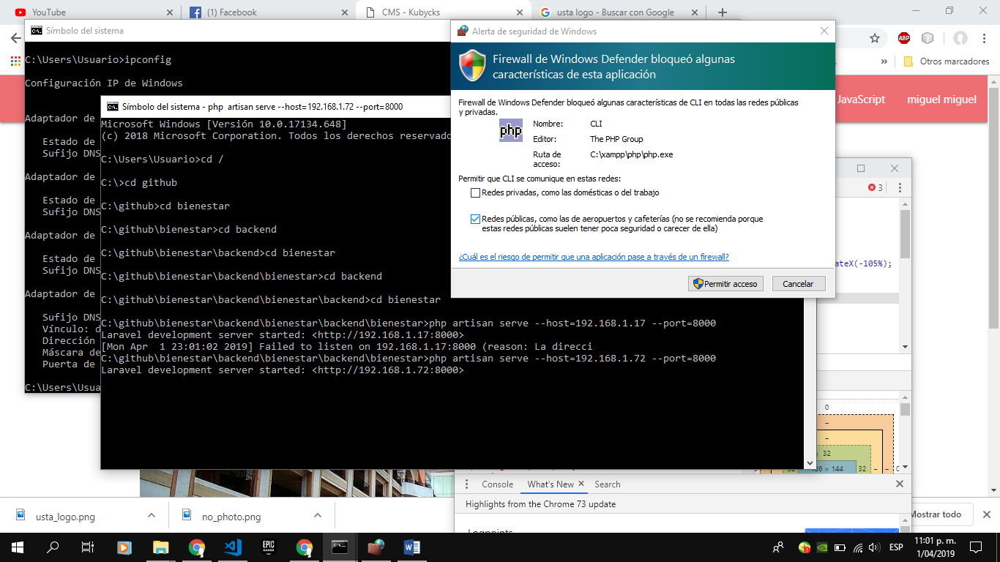 YouTube
(1) Facebook
CMS - Kubycks
usta logo - Buscar con Google
ABP
Otros marcadores
JavaScript
miguel miguel
Símbolo del sistema
C:\Users\Usuario>ipconfig
Configuración IP de Windows
Adaptador de
Estado de
Sufijo DNS
Adaptador de
Estado de
Sufijo DNS
Adaptador de
Estado de
Sufijo DNS
Adaptador de
Sufijo DNS
Vínculo: d
Dirección
Máscara de
Puerta de
C:\Users\Usua
Símbolo del sistema - php  artisan serve --host=192.168.1.72 --port=8000
Microsoft Windows [Versión 10.0.17134.648]
(c) 2018 Microsoft Corporation. Todos los derechos reservado
C:\Users\Usuario>cd /
C:\>cd github
C:\github>cd bienestar
C:\github\bienestar>cd backend
C:\github\bienestar\backend>cd bienestar
C:\github\bienestar\backend\bienestar>cd backend
C:\github\bienestar\backend\bienestar\backend>cd bienestar
C:\github\bienestar\backend\bienestar\backend\bienestar>php artisan serve --host=192.168.1.17 --port=8000
Laravel development server started: <http://192.168.1.17:8000>
[Mon Apr  1 23:01:02 2019] Failed to listen on 192.168.1.17:8000 (reason: La direcci
C:\github\bienestar\backend\bienestar\backend\bienestar>php artisan serve --host=192.168.1.72 --port=8000
Laravel development server started: <http://192.168.1.72:8000>
Alerta de seguridad de Windows
Firewall de Windows Defender bloqueó algunas
características de esta aplicación
Firewall de Windows Defender bloqueó algunas características de CLI en todas las redes públicas
y privadas.
php
Nombre: CLI
Editor: The PHP Group
Ruta de
acceso:
C:\xampp\php\php.exe
Permitir que CLI se comunique en estas redes:
Redes privadas, como las domésticas o del trabajo
Redes públicas, como las de aeropuertos y cafeterías (no se recomienda porque
estas redes públicas suelen tener poca seguridad o carecer de ella)
¿Cuál es el riesgo de permitir que una aplicación pase a través de un firewall?
Permitir acceso
Cancelar
3
ateX(-105%);
0
32
32
× 144
32
Console
What's New
Search
Highlights from the Chrome 73 update
Logpoints
usta_logo.png
no_photo.png
Mostrar todo
EPIC
GAMES
ESP
11:01 p. m.
1/04/2019